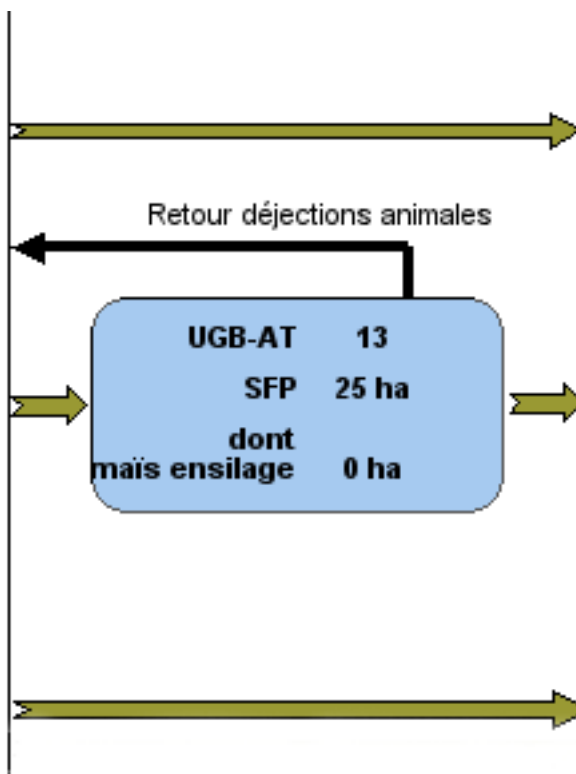 Retour déjections animales
UGB-AT 13
SFP 25 ha
dont
maïs ensilage 0 ha